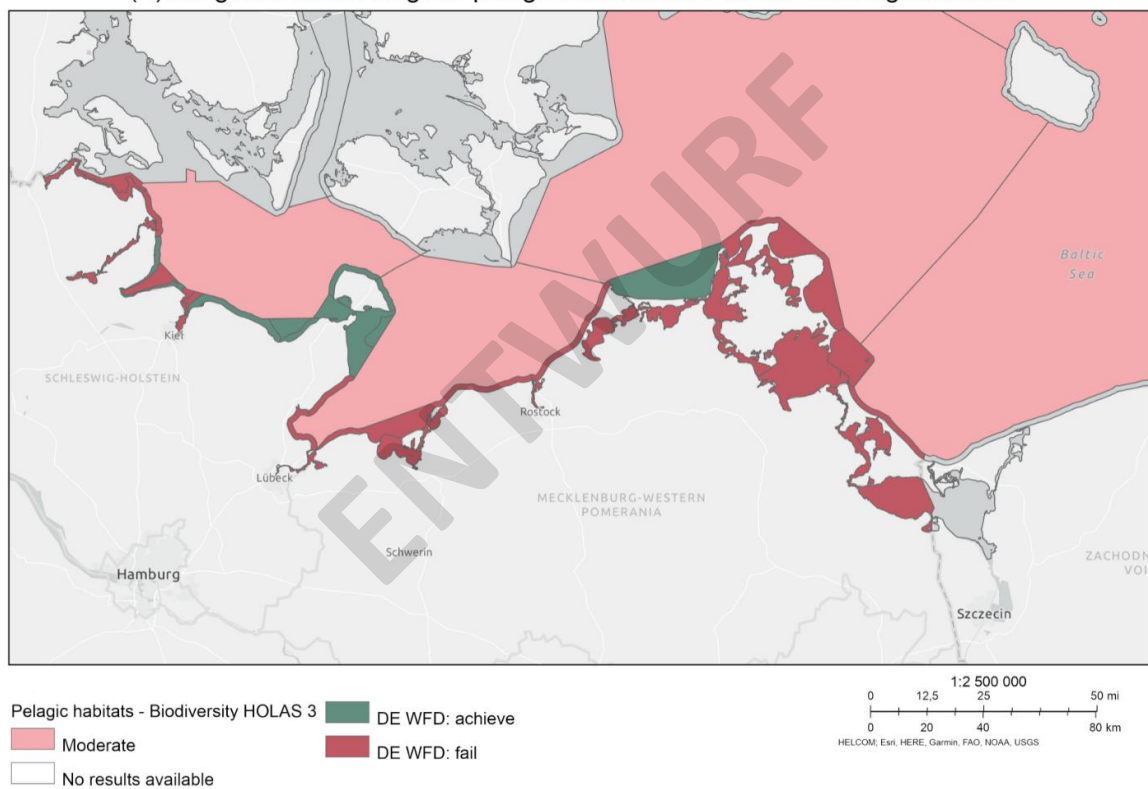 Baltic
Sea
Kiel
SCHLESWIG-HOLSTEIN
Rostock
Lübeck
MECKLENBURG-WESTERN
POMERANIA
Schwerin
Hamburg
ZACHODN
VOI
Szczecin
ENTWURF
Pelagic habitats - Biodiversity HOLAS 3
Moderate
No results available
DE WFD: achieve
DE WFD: fail
1:2 500 000
0 12,5 25 50 mi
0 20 40 80 km
HELCOM; Esri, HERE, Garmin, FAO, NOAA, USGS